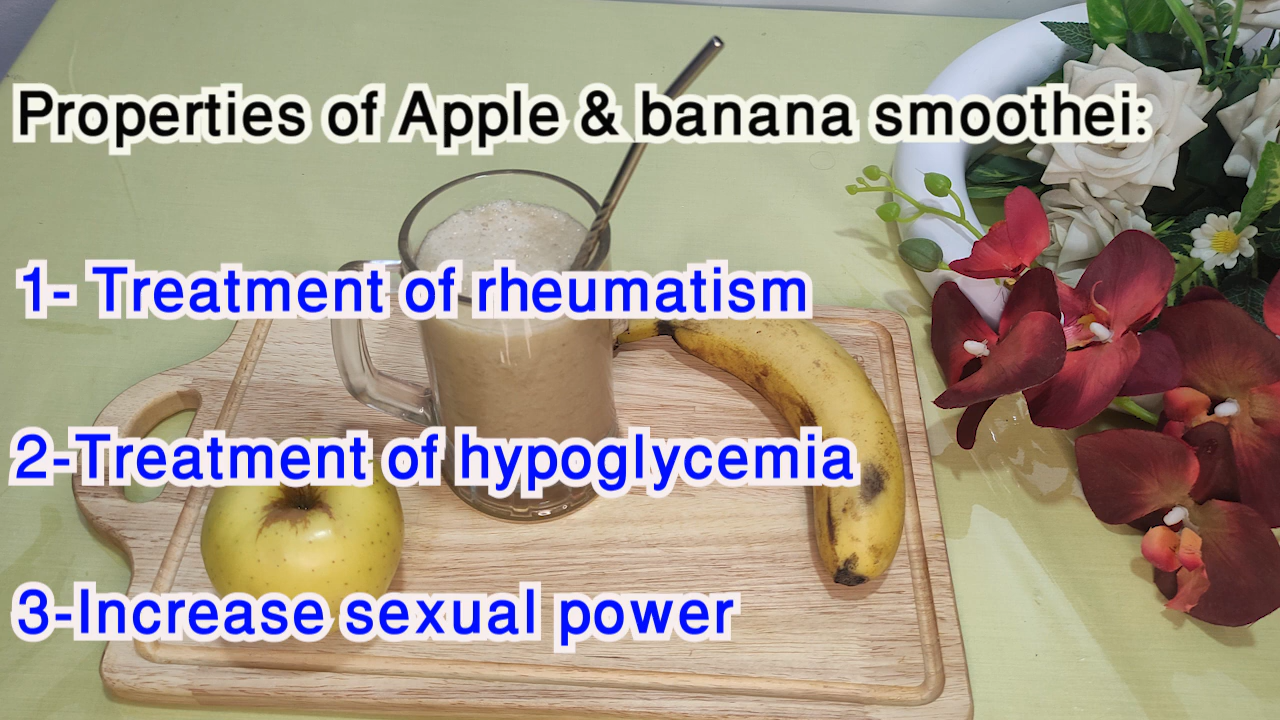 Properties of Apple & banana smoothei:
1- Treatment of rheumatism
2-Treatment of hypoglycemia
3-Increase sexual power